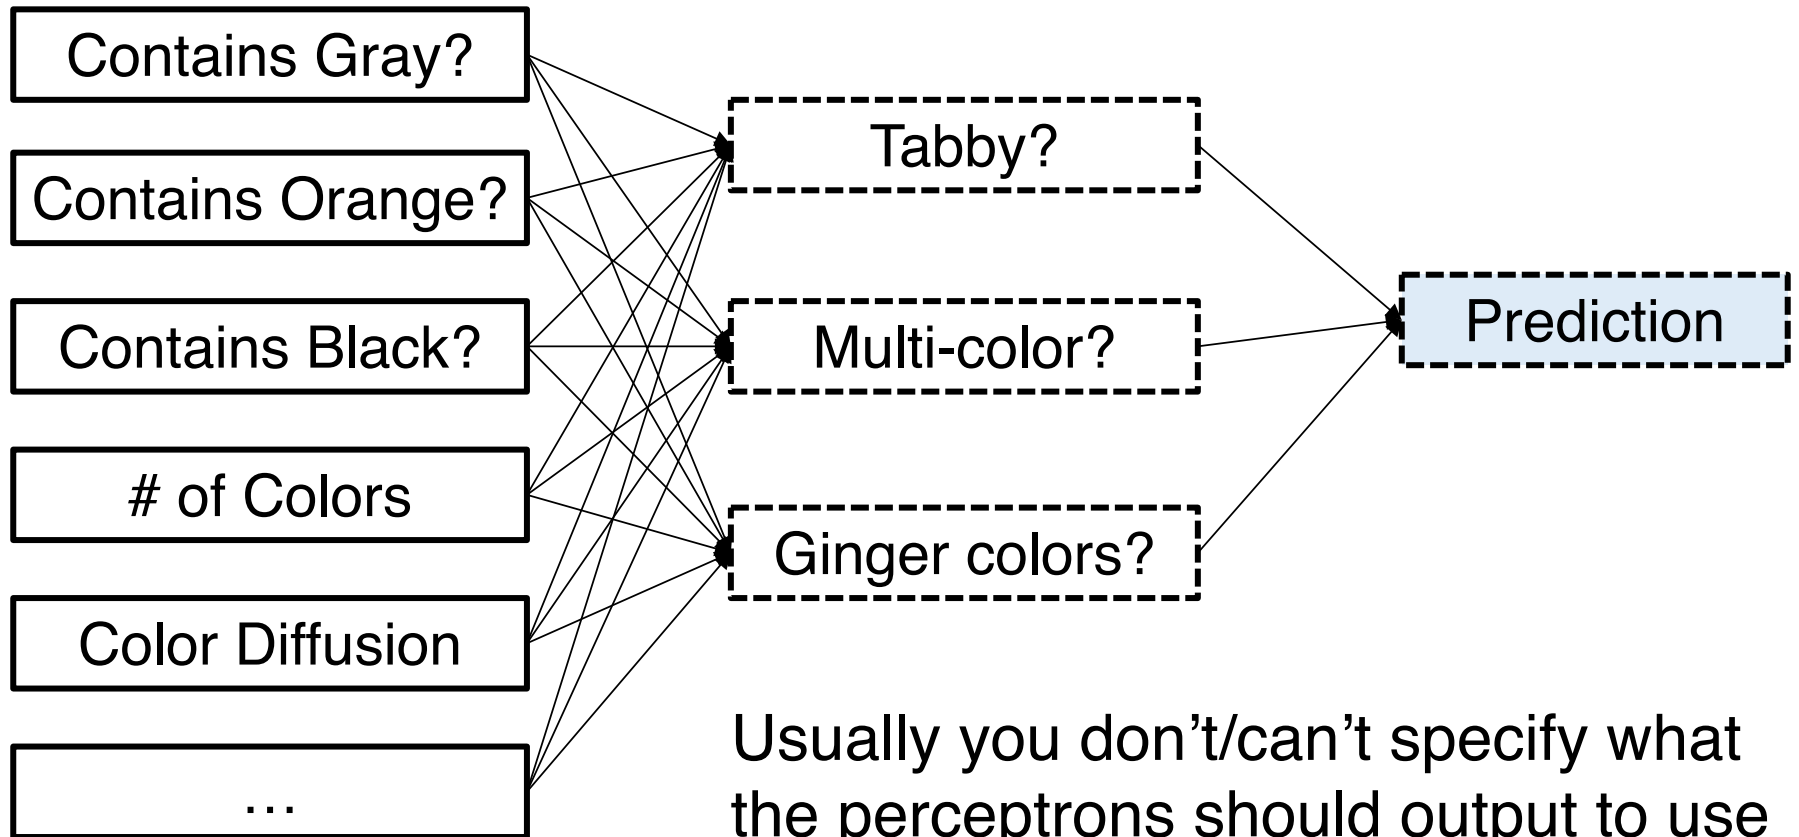 Contains Gray?
Contains Orange?
Contains Black?
# of Colors
Color Diffusion
…
Tabby?
Multi-color?
Ginger colors?
Prediction
Usually you don’t/can’t specify what
the perceptrons should output to use